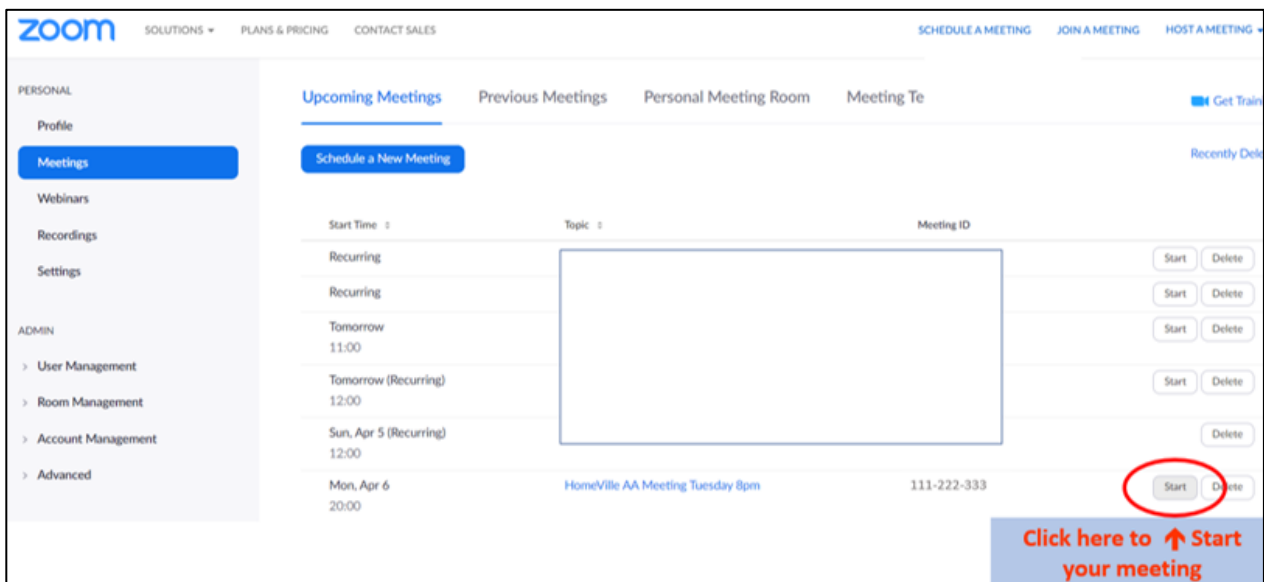 zoom SOLUTIONS PLANS & PRICING CONTACT SALES SCHEDULE A MEETING JOIN A MEETING HOST A MEETING
PERSONAL
Profile
Meetings
Webinars
Recordings
Settings
ADMIN
User Management
Room Management
Account Management
Advanced
Upcoming Meetings Previous Meetings Personal Meeting Room Meeting Te
Get Train
Schedule a New Meeting
Recently Dele
Start Time Topic Meeting ID
Recurring Start Delete
Recurring Start Delete
Tomorrow Start Delete
11:00
Tomorrow (Recurring) Start Delete
12:00
Sun, Apr 5 (Recurring) Delete
12:00
Mon, Apr 6 HomeVille AA Meeting Tuesday 8pm 111-222-333 Start Delete
20:00
Click here to ↑ Start
your meeting